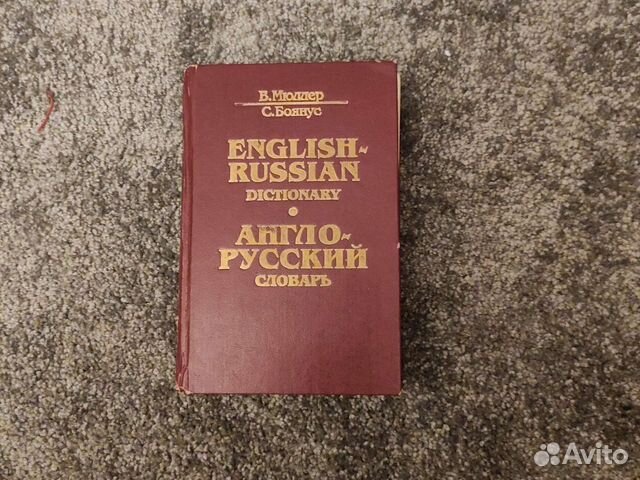 В. Мюллер
С. Боянус
ENGLISH-
RUSSIAN
DICTIONARY
АНГЛО-
РУССКИЙ
СЛОВАРЬ
Avito